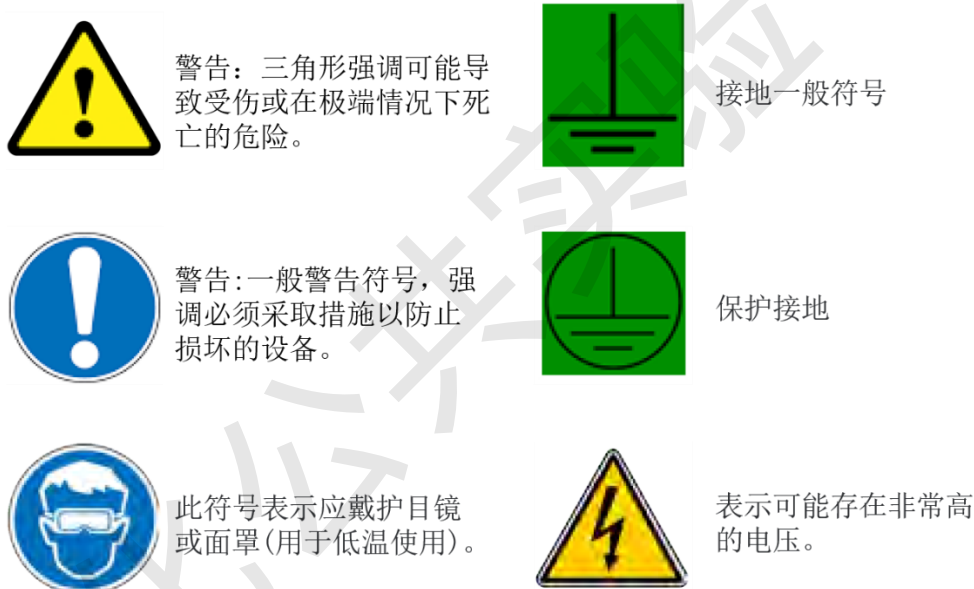 警告：三角形强调可能导
致受伤或在极端情况下死
亡的危险。
接地一般符号
警告:一般警告符号，强
调必须采取措施以防止
损坏的设备。
保护接地
此符号表示应戴护目镜
或面罩(用于低温使用)。
表示可能存在非常高
的电压。
公共实验